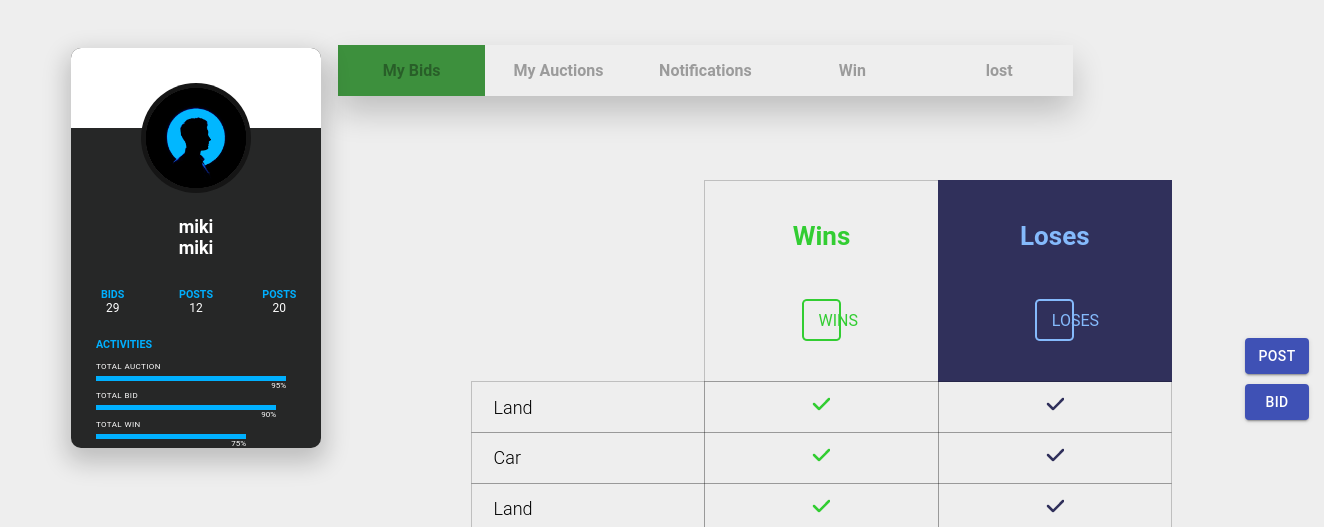 My Bids My Auctions Notifications Win lost
miki
miki
BIDS POSTS POSTS
29 12 20
ACTIVITIES
TOTAL AUCTION
95%
TOTAL BID
90%
TOTAL WIN
75%
Wins Loses
WINS LOSES
Land
Car
Land
POST
BID